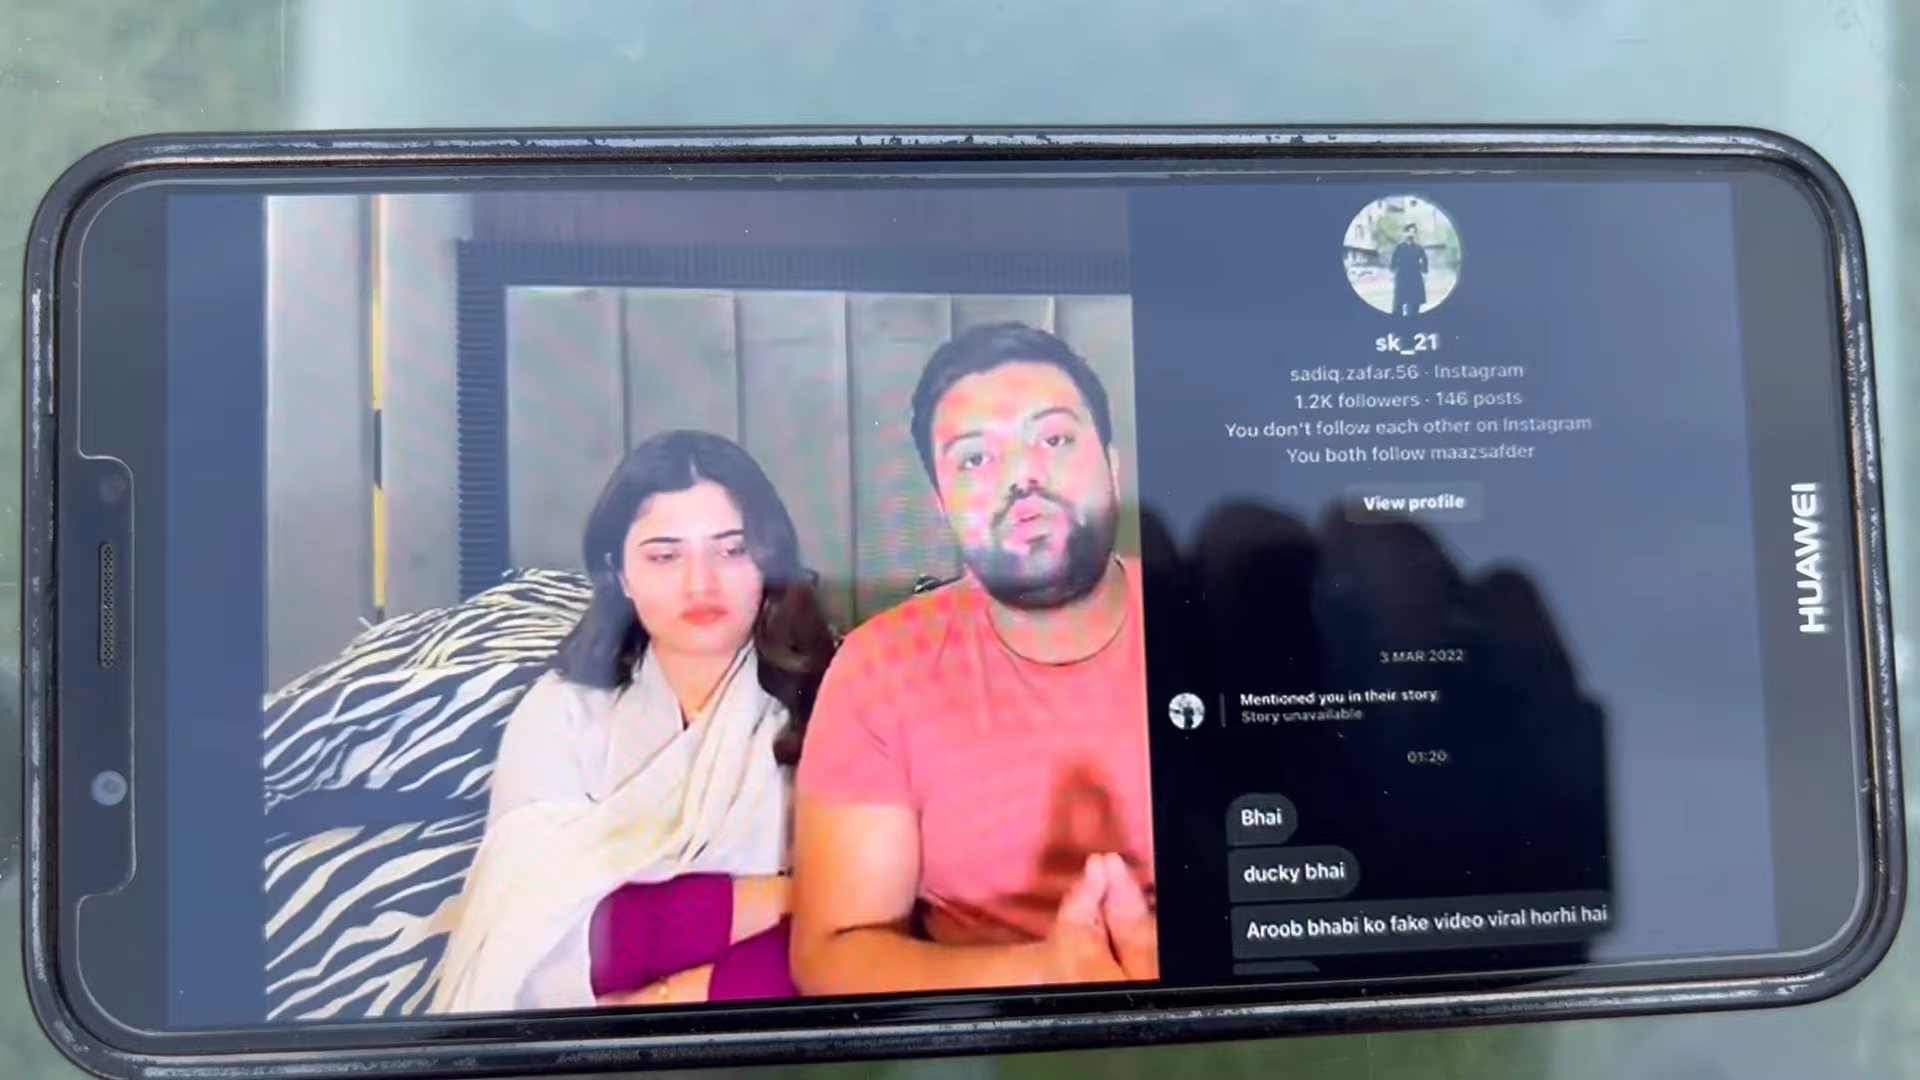 sk_21
sadiq.zafar.56 · Instagram
1.2K followers · 146 posts
You don't follow each other on Instagram
You both follow maazsafder
View profile
3 MAR 2022
Mentioned you in their story
Story unavailable
01:20
Bhai
ducky bhai
Aroob bhabi ko fake video viral horhi hai
HUAWEI